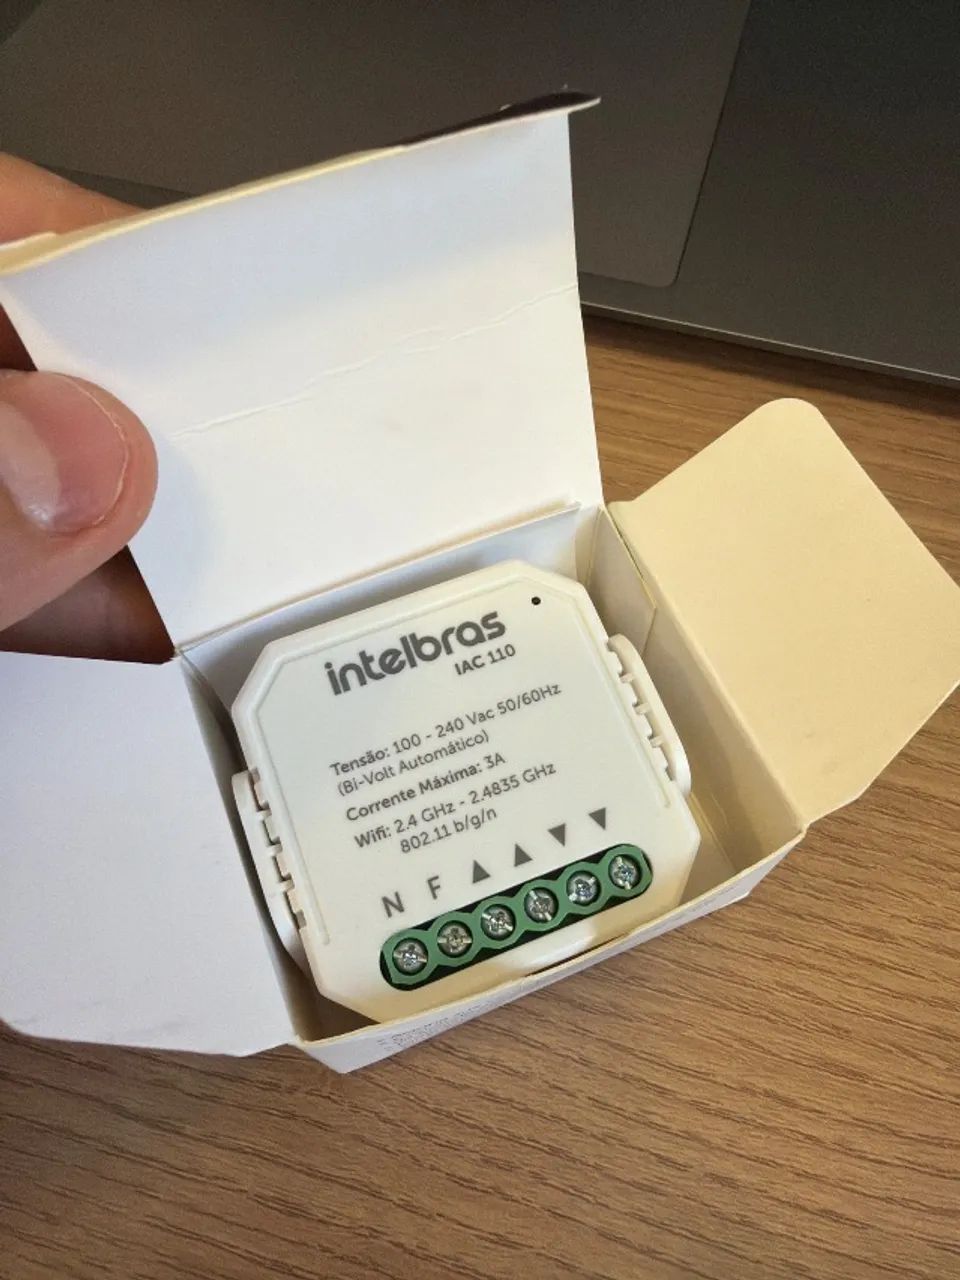 intelbras
IAC 110
Tensão: 100 - 240 Vac 50/60Hz
(Bi-Volt Automático)
Corrente Máxima: 3A
Wifi: 2.4 GHz - 2.4835 GHz
802.11 b/g/n
N F ▲ ▲ ▼ ▼